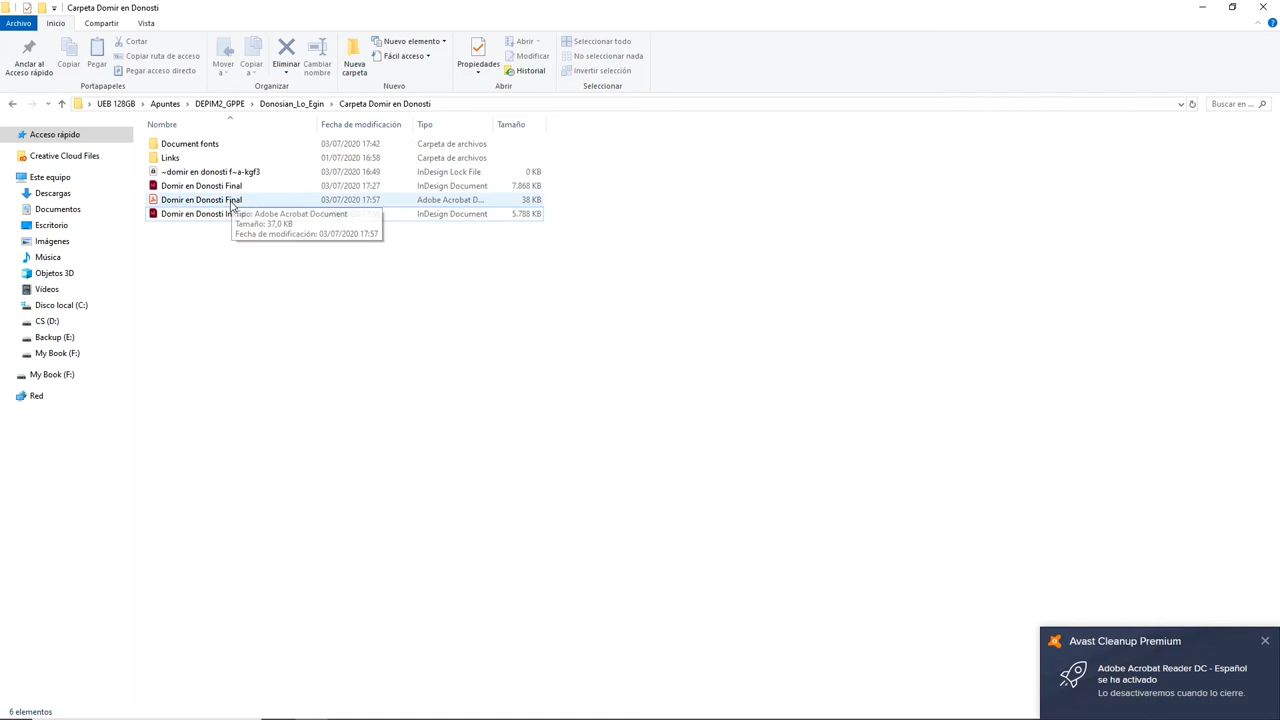 Carpeta Domir en Donosti
Archivo Inicio Compartir Vista
Anclar al Acceso rápido
Copiar
Pegar
Cortar
Copiar ruta de acceso
Pegar acceso directo
Portapapeles
Mover a
Copiar a
Eliminar
Cambiar nombre
Organizar
Nueva carpeta
Nuevo elemento
Fácil acceso
Nuevo
Propiedades
Abrir
Modificar
Historial
Abrir
Seleccionar todo
No seleccionar nada
Invertir selección
Seleccionar
UEB 128GB > Apuntes > DEPIM2_GPPE > Donosian_Lo_Egin > Carpeta Domir en Donosti
Buscar en ...
Nombre Fecha de modificación Tipo Tamaño
Document fonts 03/07/2020 17:42 Carpeta de archivos
Links 01/07/2020 16:58 Carpeta de archivos
~domir en donosti f~a-kgf3 03/07/2020 16:49 InDesign Lock File 0 KB
Domir en Donosti Final 03/07/2020 17:27 InDesign Document 7.868 KB
Domir en Donosti Final 03/07/2020 17:57 Adobe Acrobat D... 38 KB
Domir en Donosti InDesign Document 5.788 KB
Tipo: Adobe Acrobat Document
Tamaño: 37,0 KB
Fecha de modificación: 03/07/2020 17:57
Acceso rápido
Creative Cloud Files
Este equipo
Descargas
Documentos
Escritorio
Imágenes
Música
Objetos 3D
Vídeos
Disco local (C:)
CS (D:)
Backup (E:)
My Book (F:)
My Book (F:)
Red
Avast Cleanup Premium
Adobe Acrobat Reader DC - Español
se ha activado
Lo desactivaremos cuando lo cierre.
6 elementos